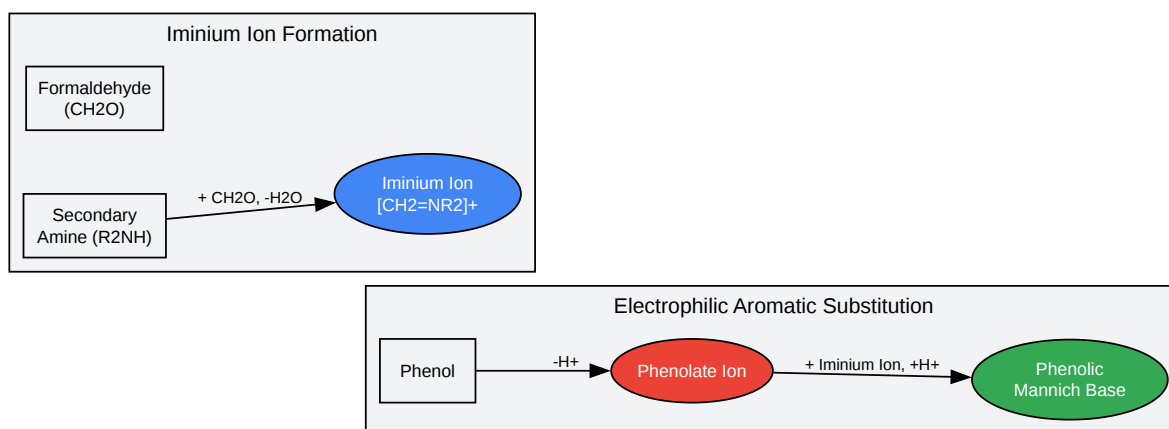 Iminium Ion Formation
Formaldehyde
(CH2O)
Secondary
Amine (R2NH)
+ CH2O, -H2O
Iminium Ion
[CH2=NR2]+
Electrophilic Aromatic Substitution
Phenol
-H+
Phenolate Ion
+ Iminium Ion, +H+
Phenolic
Mannich Base